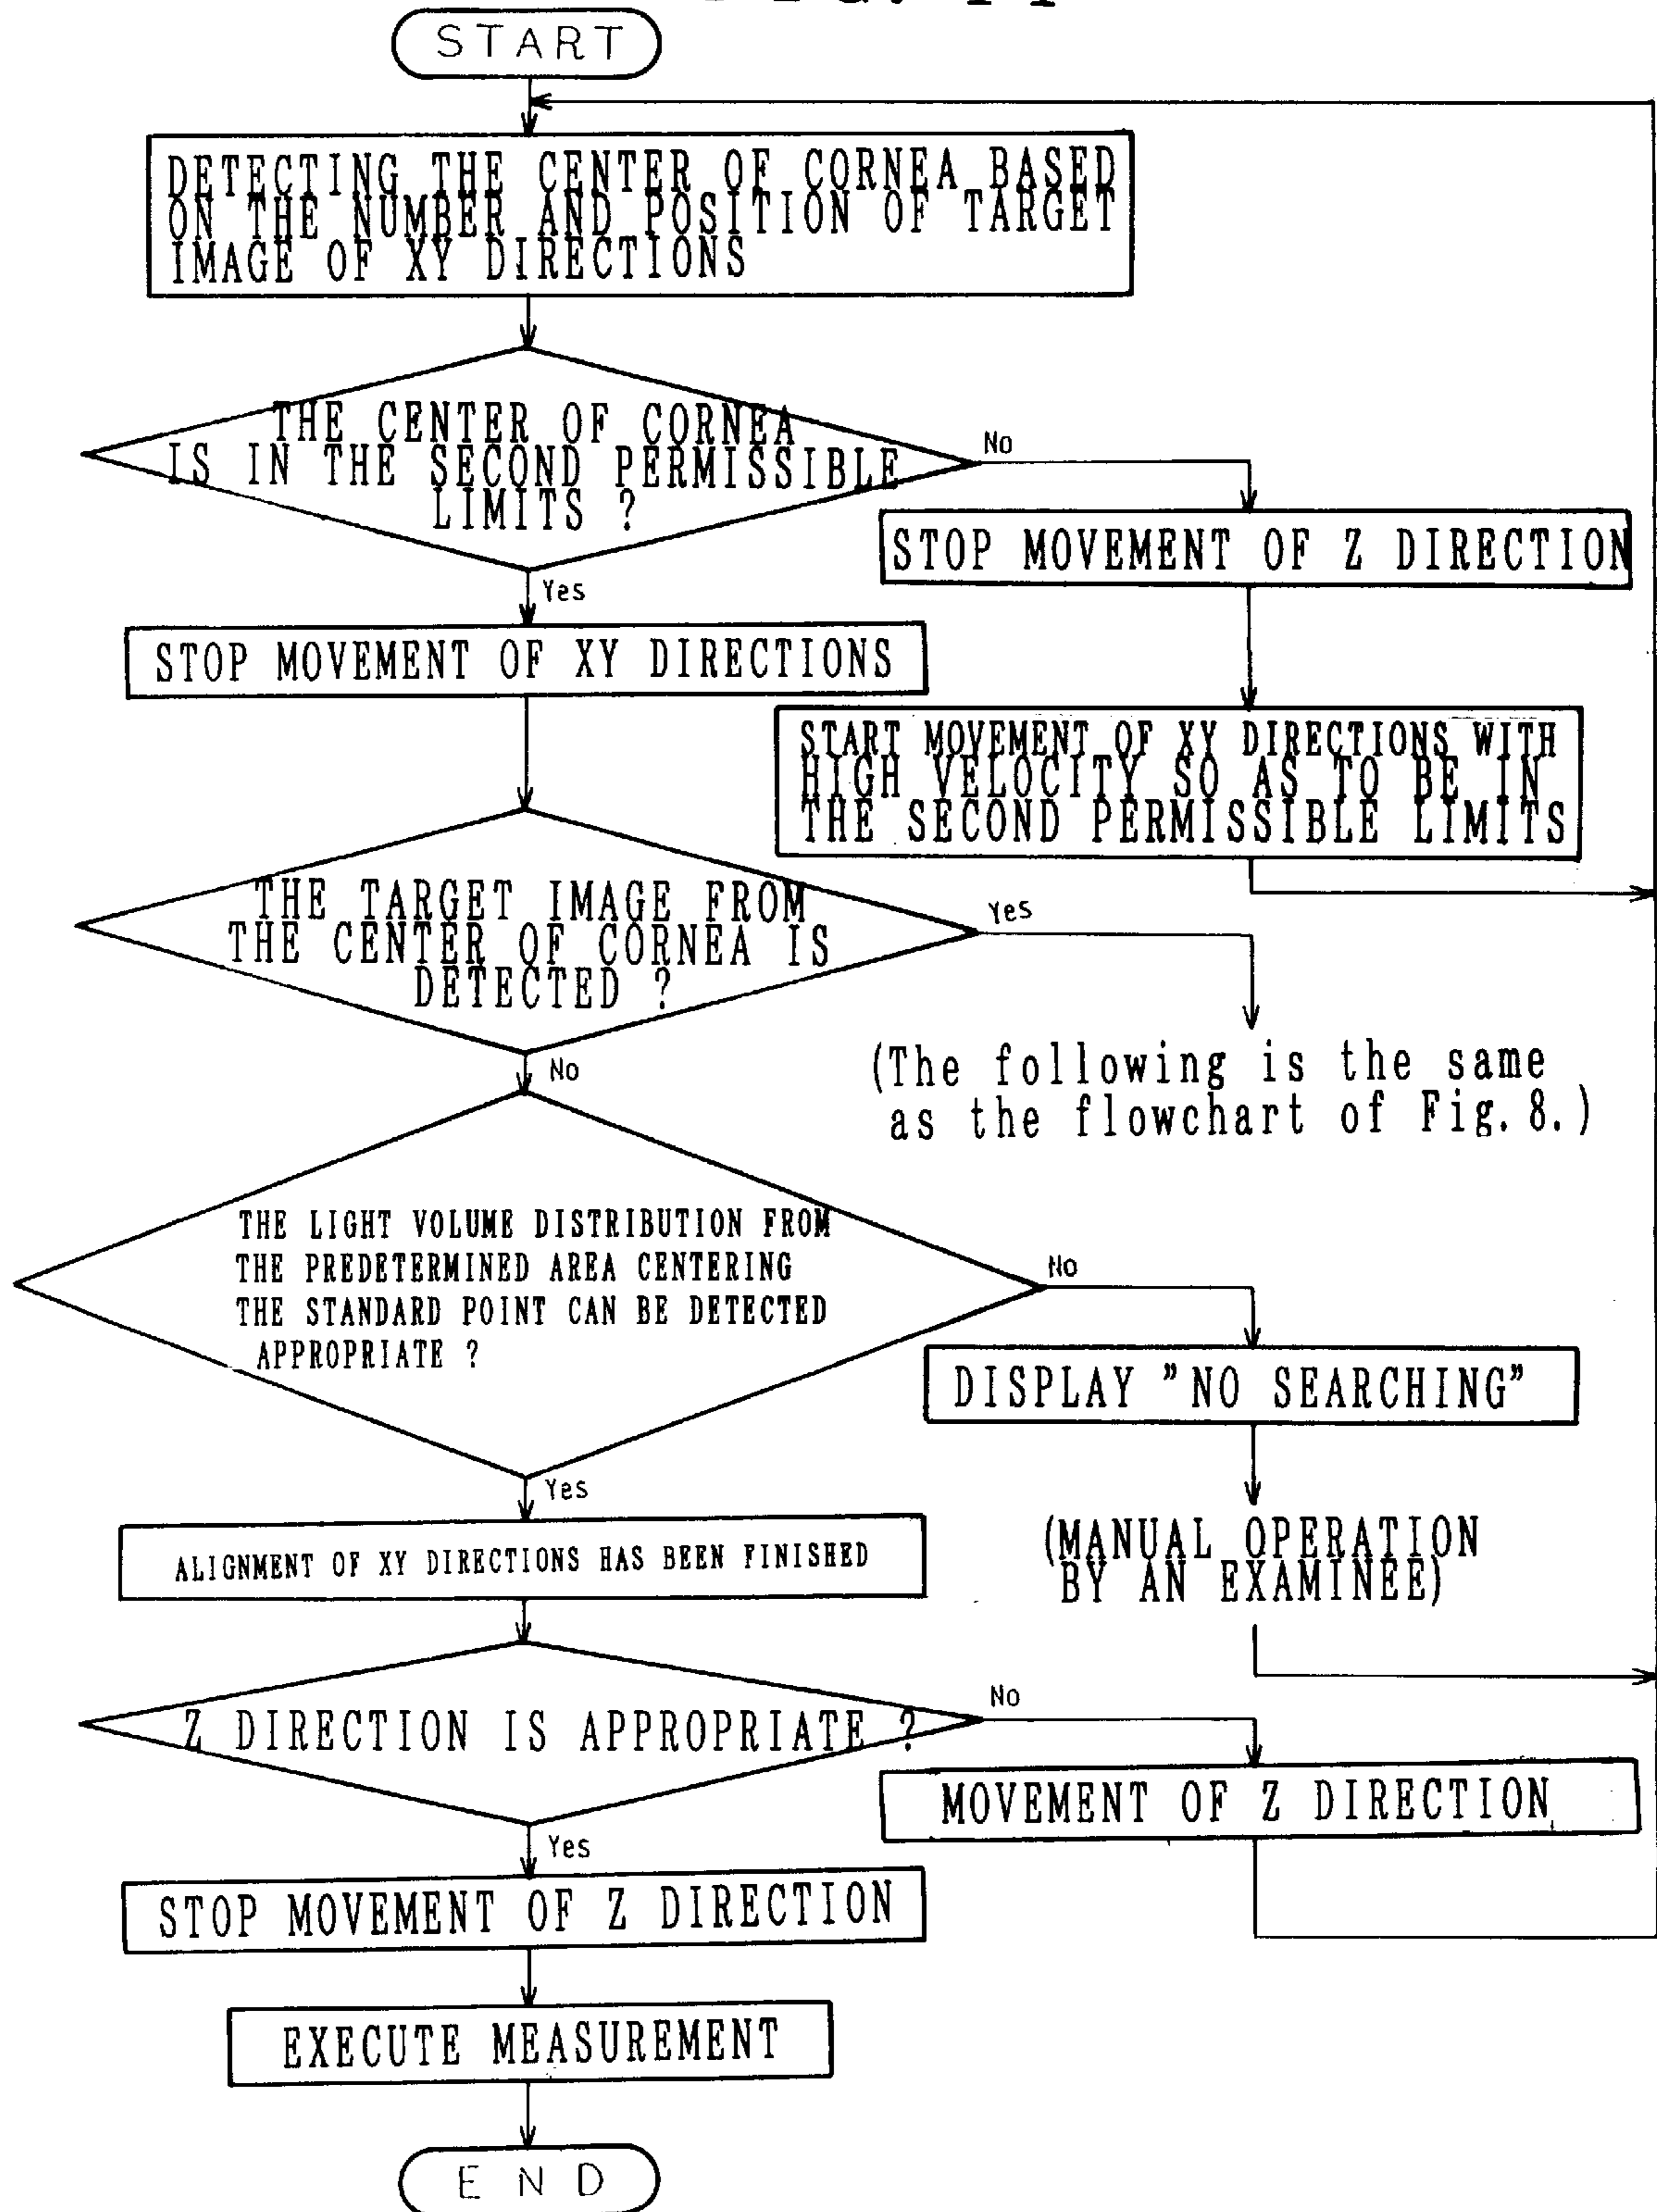 START
DETECTING THE CENTER OF CORNEA BASED
ON THE NUMBER AND POSITION OF TARGET
IMAGE OF XY DIRECTIONS
THE CENTER OF CORNEA
IS IN THE SECOND PERMISSIBLE
LIMITS ?
No
STOP MOVEMENT OF Z DIRECTION
Yes
STOP MOVEMENT OF XY DIRECTIONS
START MOVEMENT OF XY DIRECTIONS WITH
HIGH VELOCITY SO AS TO BE IN
THE SECOND PERMISSIBLE LIMITS
THE TARGET IMAGE FROM
THE CENTER OF CORNEA IS
DETECTED ?
Yes
(The following is the same
as the flowchart of Fig. 8.)
No
THE LIGHT VOLUME DISTRIBUTION FROM
THE PREDETERMINED AREA CENTERING
THE STANDARD POINT CAN BE DETECTED
APPROPRIATE ?
No
DISPLAY "NO SEARCHING"
(MANUAL OPERATION
BY AN EXAMINEE)
Yes
ALIGNMENT OF XY DIRECTIONS HAS BEEN FINISHED
Z DIRECTION IS APPROPRIATE ?
No
MOVEMENT OF Z DIRECTION
Yes
STOP MOVEMENT OF Z DIRECTION
EXECUTE MEASUREMENT
END